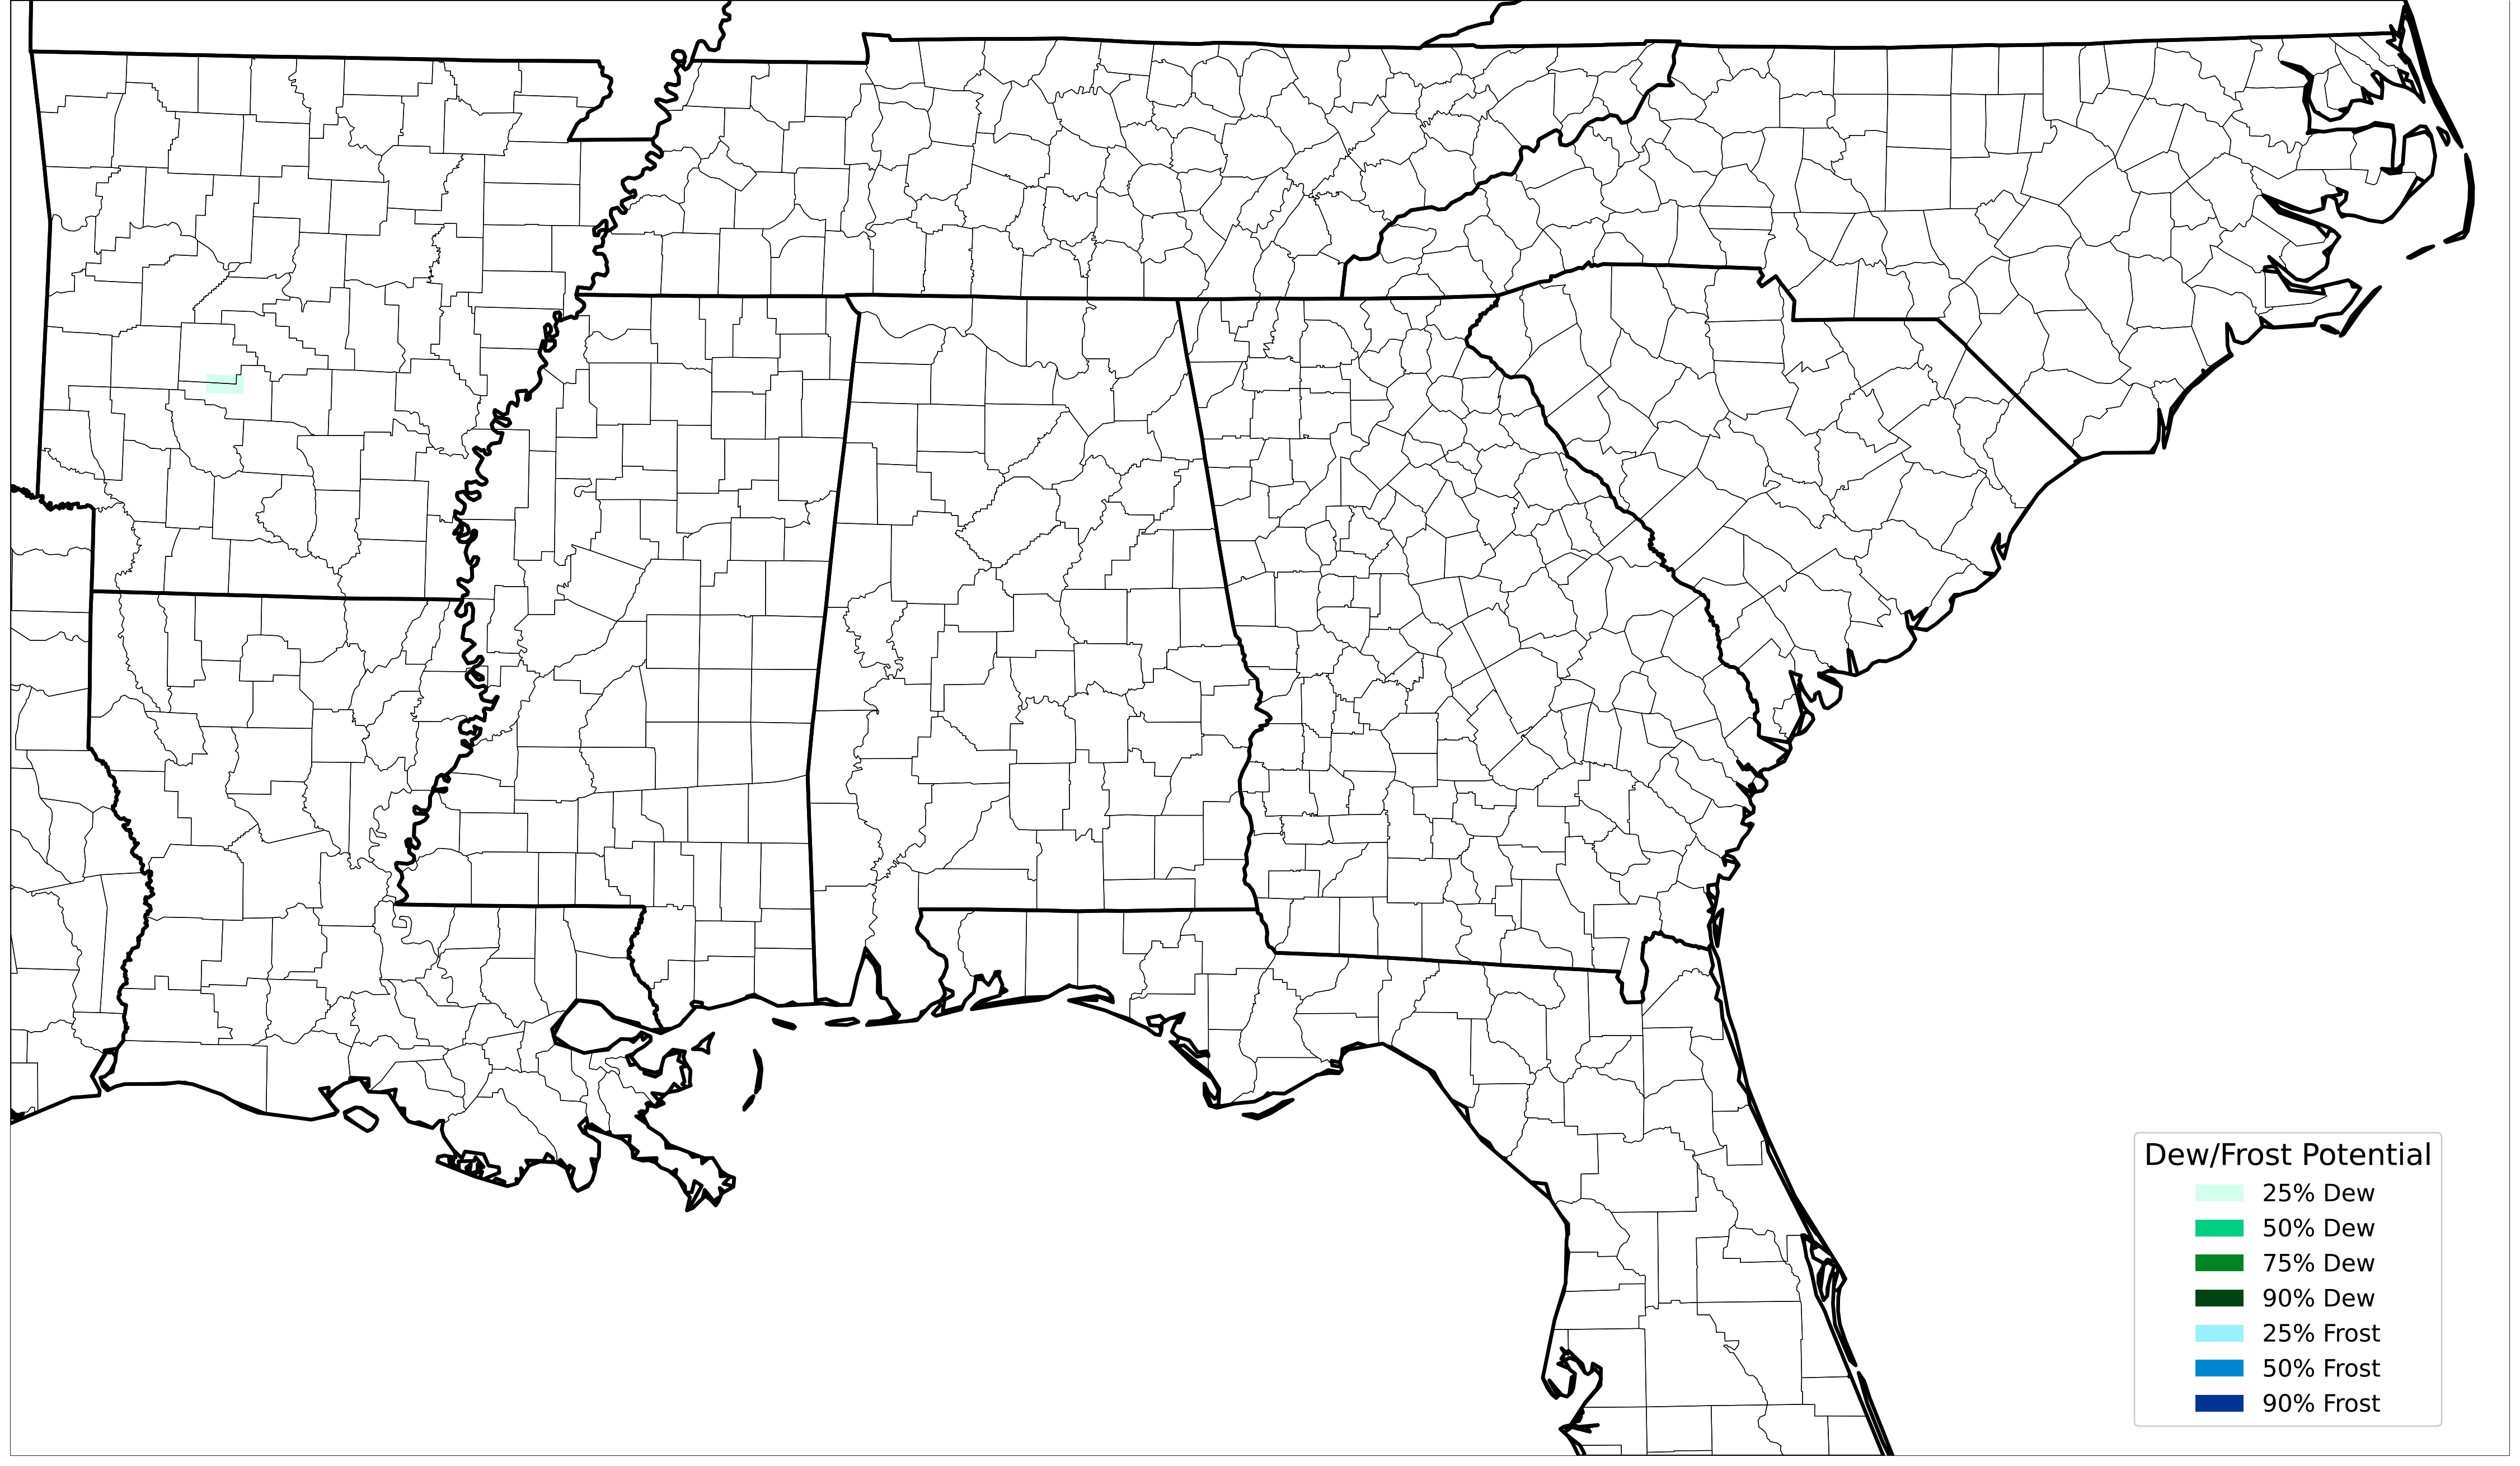 Dew/Frost Potential
25% Dew
50% Dew
75% Dew
90% Dew
25% Frost
50% Frost
90% Frost